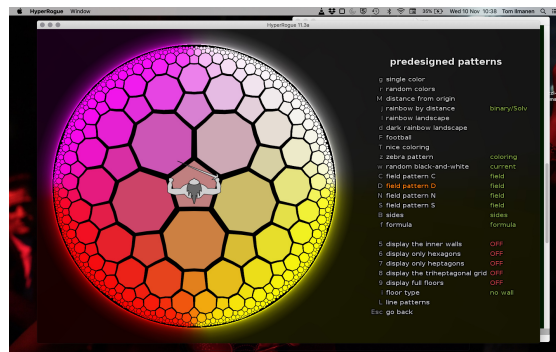 HyperRogue Window 35% Wed 10 Nov 10:38 Tom Ilmanen
HyperRogue 11.3a
predesigned patterns
g single color
r random colors
M distance from origin
j rainbow by distance binary/Solv
l rainbow landscape
d dark rainbow landscape
F football
T nice coloring
z zebra pattern coloring
w random black-and-white current
C field pattern C field
D field pattern D field
N field pattern N field
S field pattern S field
B sides sides
f formula formula
5 display the inner walls OFF
6 display only hexagons OFF
7 display only heptagons OFF
8 display the triheptagonal grid OFF
9 display full floors OFF
i floor type no wall
L line patterns
Esc go back